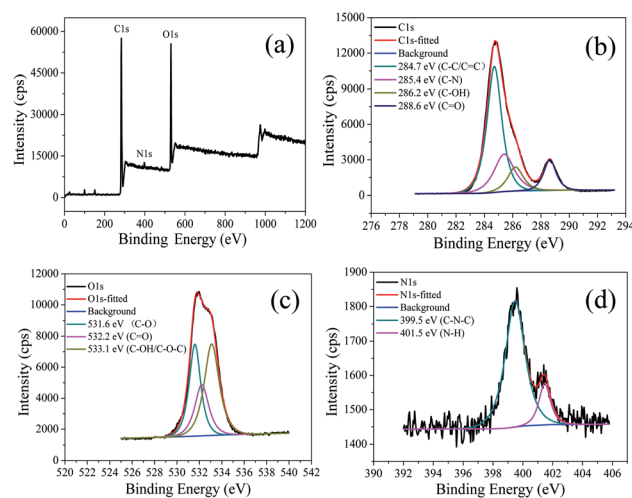 (a)
C1s
O1s
N1s
Intensity (cps)
60000
45000
30000
15000
0
0 200 400 600 800 1000 1200
Binding Energy (eV)
(b)
C1s
C1s-fitted
Background
284.7 eV (C-C/C=C)
285.4 eV (C-N)
286.2 eV (C-OH)
288.6 eV (C=O)
Intensity (cps)
15000
12000
9000
6000
3000
0
276 278 280 282 284 286 288 290 292 294
Binding Energy (eV)
(c)
O1s
O1s-fitted
Background
531.6 eV (C-O)
532.2 eV (C=O)
533.1 eV (C-OH/C-O-C)
Intensity (cps)
12000
10000
8000
6000
4000
2000
0
520 522 524 526 528 530 532 534 536 538 540 542
Binding Energy (eV)
(d)
N1s
N1s-fitted
Background
399.5 eV (C-N-C)
401.5 eV (N-H)
Intensity (cps)
1900
1800
1700
1600
1500
1400
390 392 394 396 398 400 402 404 406
Binding Energy (eV)